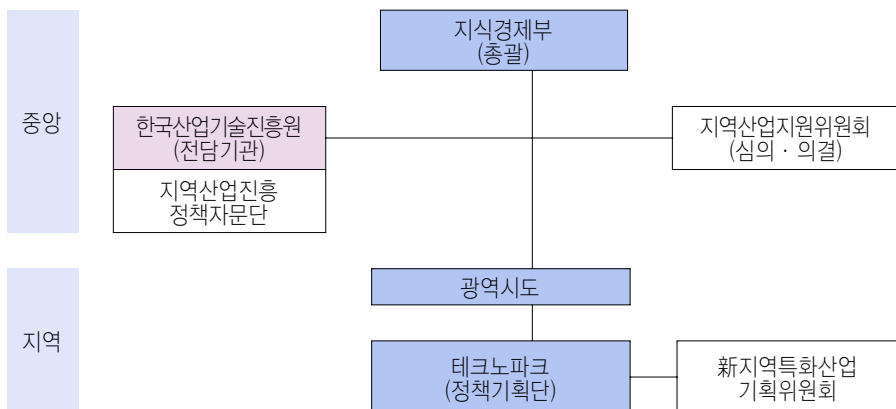 지식경제부
(총괄)
중앙
한국산업기술진흥원
(전담기관)
지역산업진흥
정책자문단
지역산업지원위원회
(심의 · 의결)
지역
광역시도
테크노파크
(정책기획단)
新지역특화산업
기획위원회